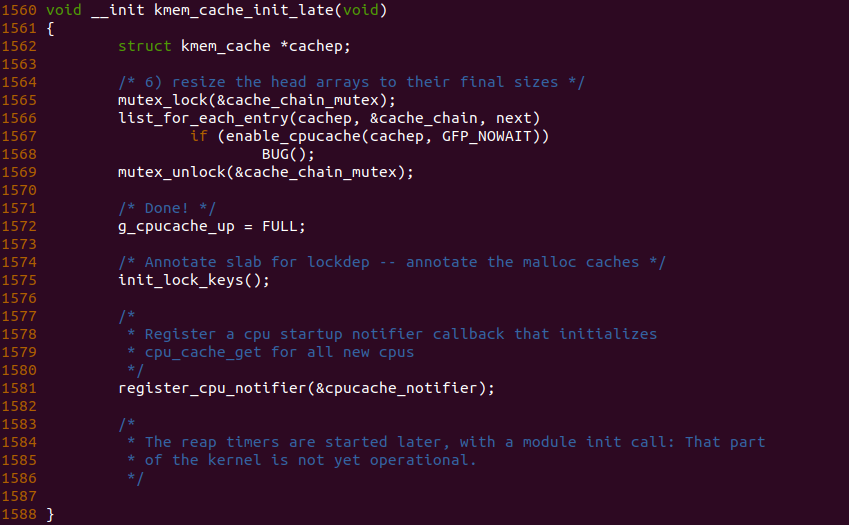 1560 void __init kmem_cache_init_late(void)
1561 {
1562         struct kmem_cache *cachep;
1563
1564         /* 6) resize the head arrays to their final sizes */
1565         mutex_lock(&cache_chain_mutex);
1566         list_for_each_entry(cachep, &cache_chain, next)
1567                 if (enable_cpucache(cachep, GFP_NOWAIT))
1568                         BUG();
1569         mutex_unlock(&cache_chain_mutex);
1570
1571         /* Done! */
1572         g_cpucache_up = FULL;
1573
1574         /* Annotate slab for lockdep -- annotate the malloc caches */
1575         init_lock_keys();
1576
1577         /*
1578          * Register a cpu startup notifier callback that initializes
1579          * cpu_cache_get for all new cpus
1580          */
1581         register_cpu_notifier(&cpucache_notifier);
1582
1583         /*
1584          * The reap timers are started later, with a module init call: That part
1585          * of the kernel is not yet operational.
1586          */
1587
1588 }